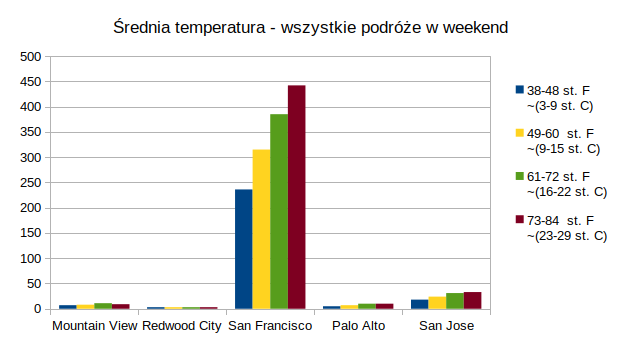 Średnia temperatura - wszystkie podróże w weekend
500
450
400
350
300
250
200
150
100
50
0
Mountain View Redwood City San Francisco Palo Alto San Jose
38-48 st. F
~(3-9 st. C)
49-60 st. F
~(9-15 st. C)
61-72 st. F
~(16-22 st. C)
73-84 st. F
~(23-29 st. C)